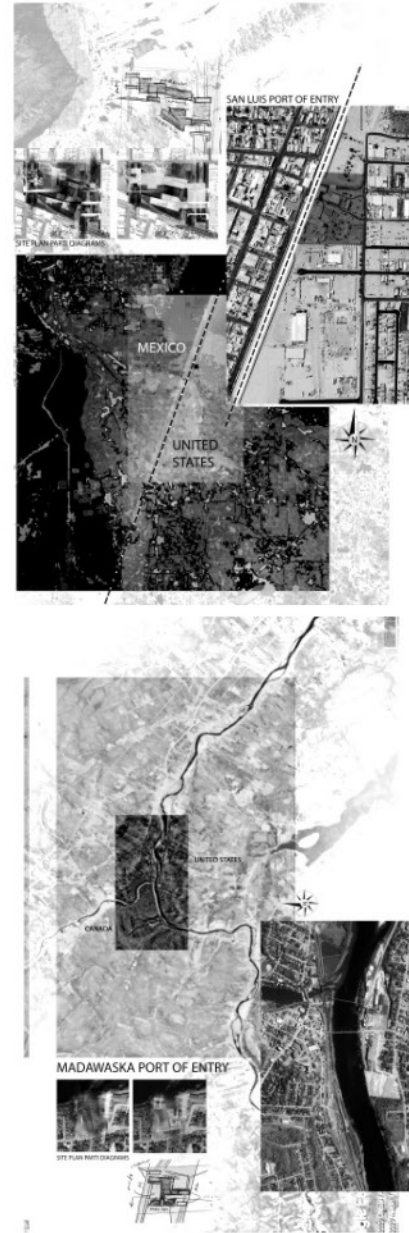 SAN LUIS PORT OF ENTRY
SITE PLAN PARTI DIAGRAMS
MEXICO
UNITED
STATES
N
UNITED STATES
CANADA
MADAWASKA PORT OF ENTRY
SITE PLAN PARTI DIAGRAMS